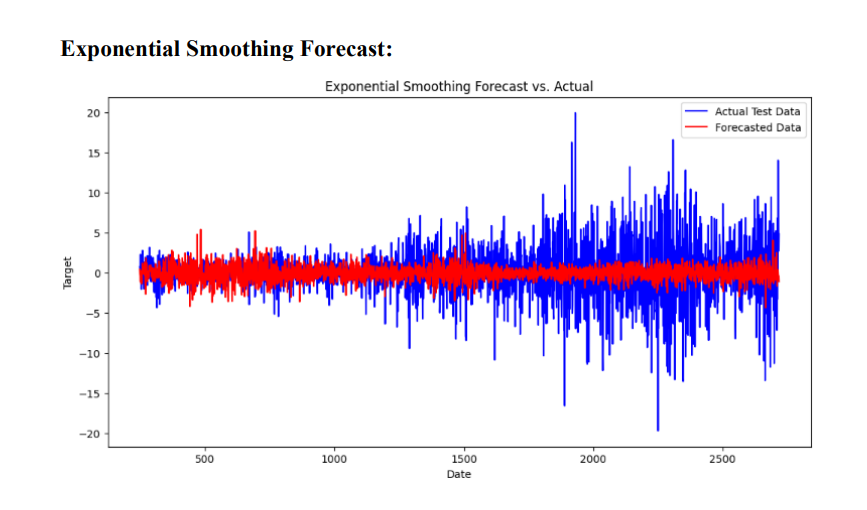 Exponential Smoothing Forecast:
Exponential Smoothing Forecast vs. Actual
Actual Test Data
Forecasted Data
20
15
10
5
0
−5
−10
−15
−20
Target
500
1000
1500
2000
2500
Date